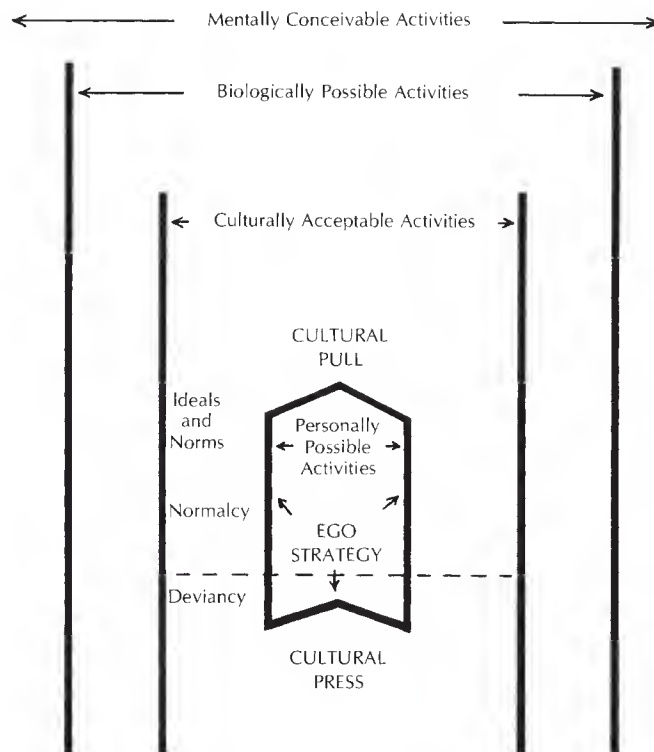 Mentally Conceivable Activities
Biologically Possible Activities
Culturally Acceptable Activities
CULTURAL
PULL
Ideals
and
Norms
Personally
Possible
Activities
Normalcy
EGO
STRATEGY
Deviancy
CULTURAL
PRESS